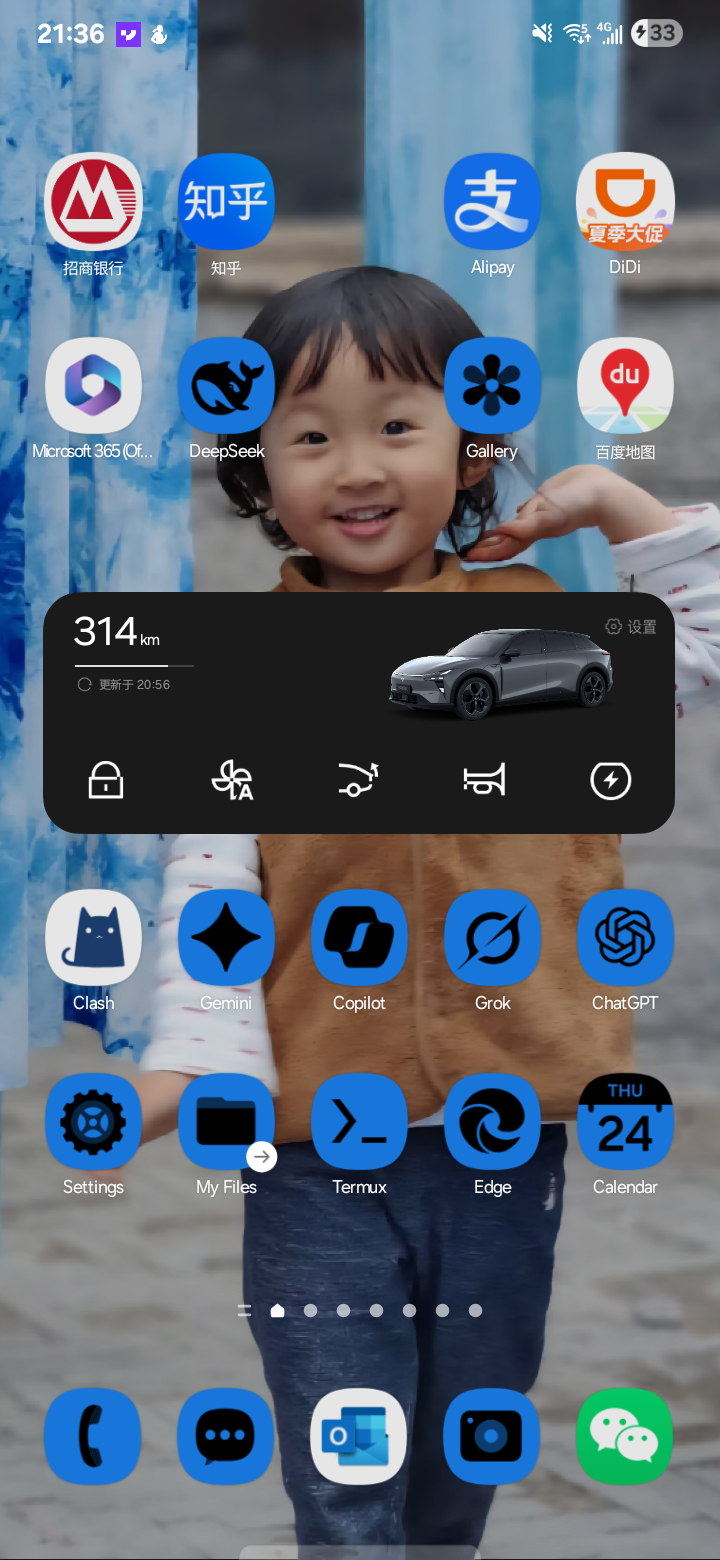 21:36
5 4G 33
知乎 支
夏季大促
招商银行 知乎 Alipay DiDi
du
Microsoft 365 (Of... DeepSeek Gallery 百度地图
314 km
设置
更新于 20:56
A
Clash Gemini Copilot Grok ChatGPT
THU
24
Settings My Files Termux Edge Calendar
O